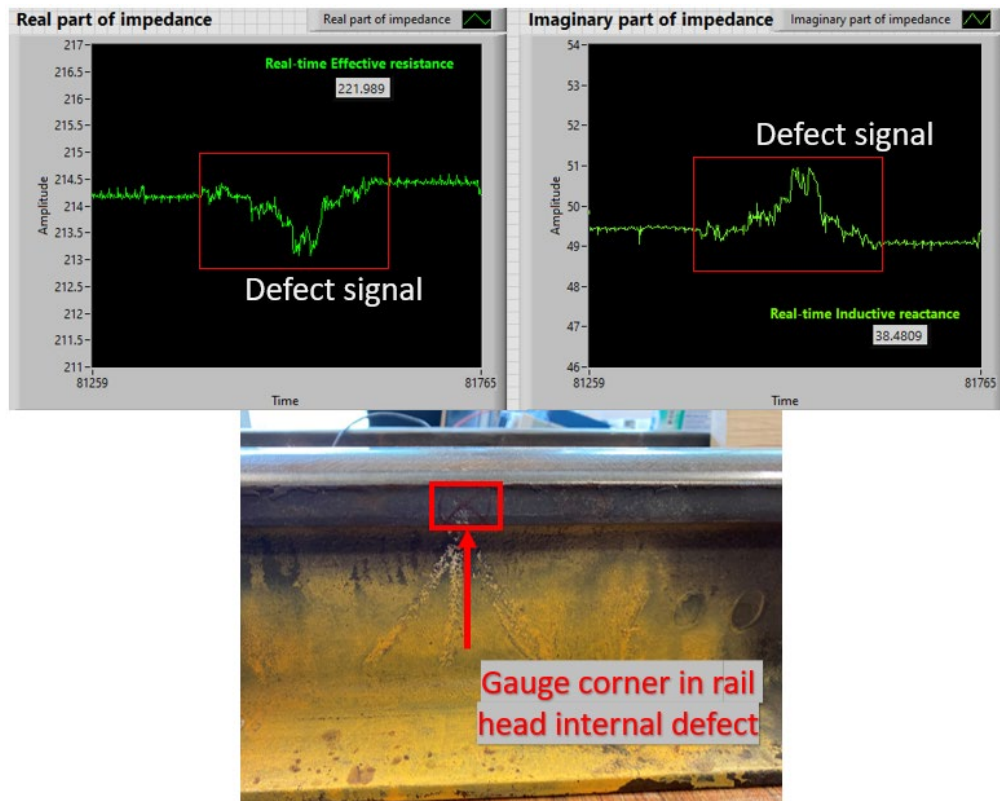 Real part of impedance
Real part of impedance
217
216.5
216
215.5
215
214.5
214
213.5
213
212.5
212
211.5
211
Amplitude
Real-time Effective resistance
221.989
Defect signal
81259
81765
Time
Imaginary part of impedance
Imaginary part of impedance
54
53
52
51
50
49
48
47
46
Amplitude
Defect signal
Real-time Inductive reactance
38.4809
81259
81765
Time
Gauge corner in rail
head internal defect